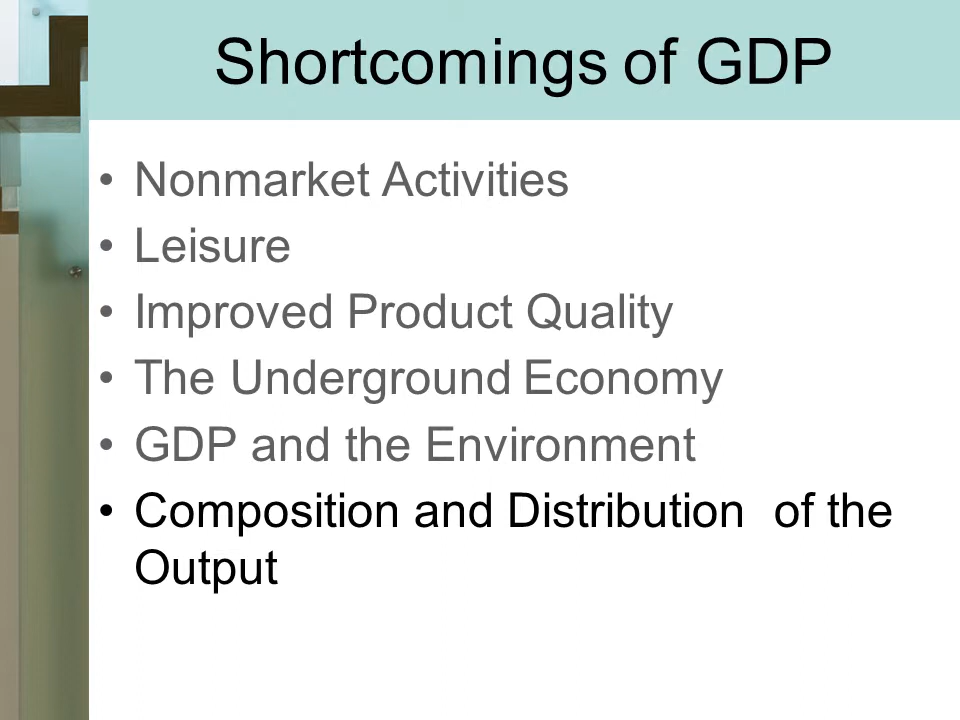 Shortcomings of GDP
• Nonmarket Activities
• Leisure
• Improved Product Quality
• The Underground Economy
• GDP and the Environment
• Composition and Distribution  of the
Output